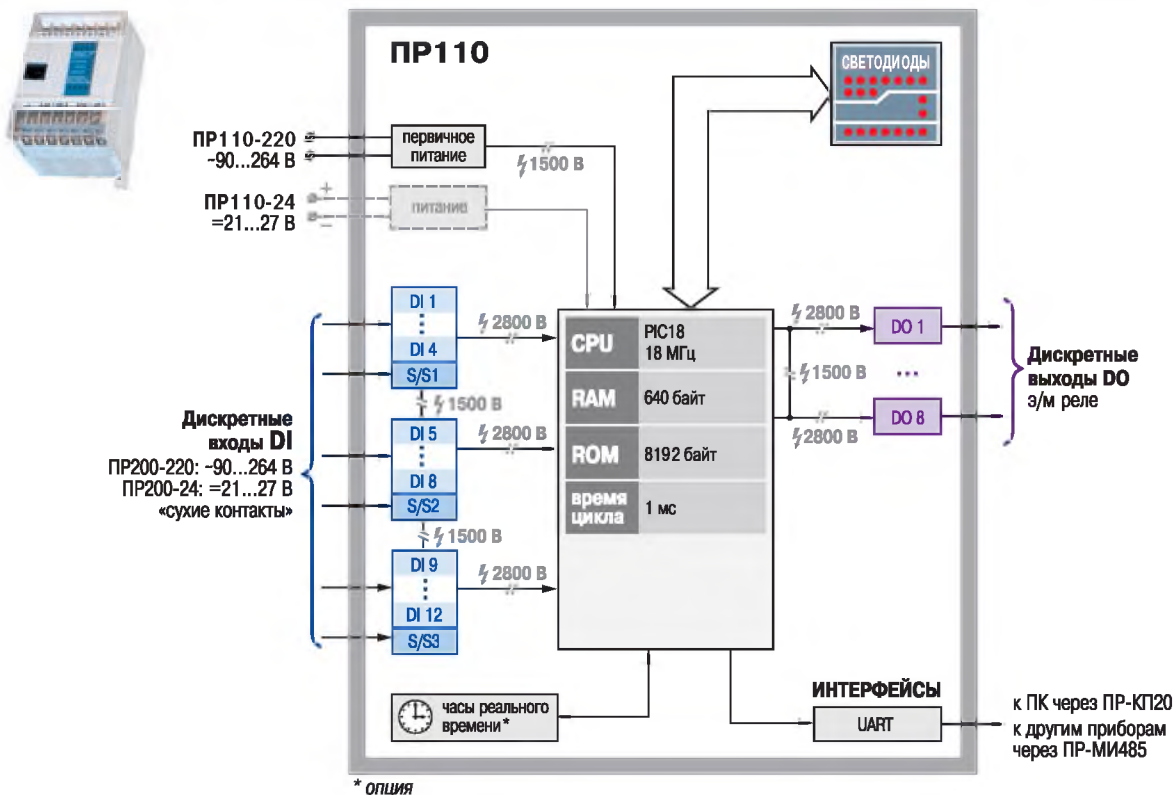 ПР110
СВЕТОДИОДЫ
ПР110-220
~90...264 В
первичное
питание
1500 В
ПР110-24
=21...27 В
+
–
питание
DI 1
DI 4
S/S1
2800 В
1500 В
Дискретные
входы DI
ПР200-220: ~90...264 В
ПР200-24: =21...27 В
«сухие контакты»
DI 5
DI 8
S/S2
2800 В
1500 В
DI 9
DI 12
S/S3
2800 В
CPU
PIC18
18 МГц
RAM
640 байт
ROM
8192 байт
время
цикла
1 мс
2800 В
DO 1
1500 В
...
2800 В
DO 8
Дискретные
выходы DO
э/м реле
часы реального
времени*
ИНТЕРФЕЙСЫ
UART
к ПК через ПР-КП20
к другим приборам
через ПР-МИ485
* опция